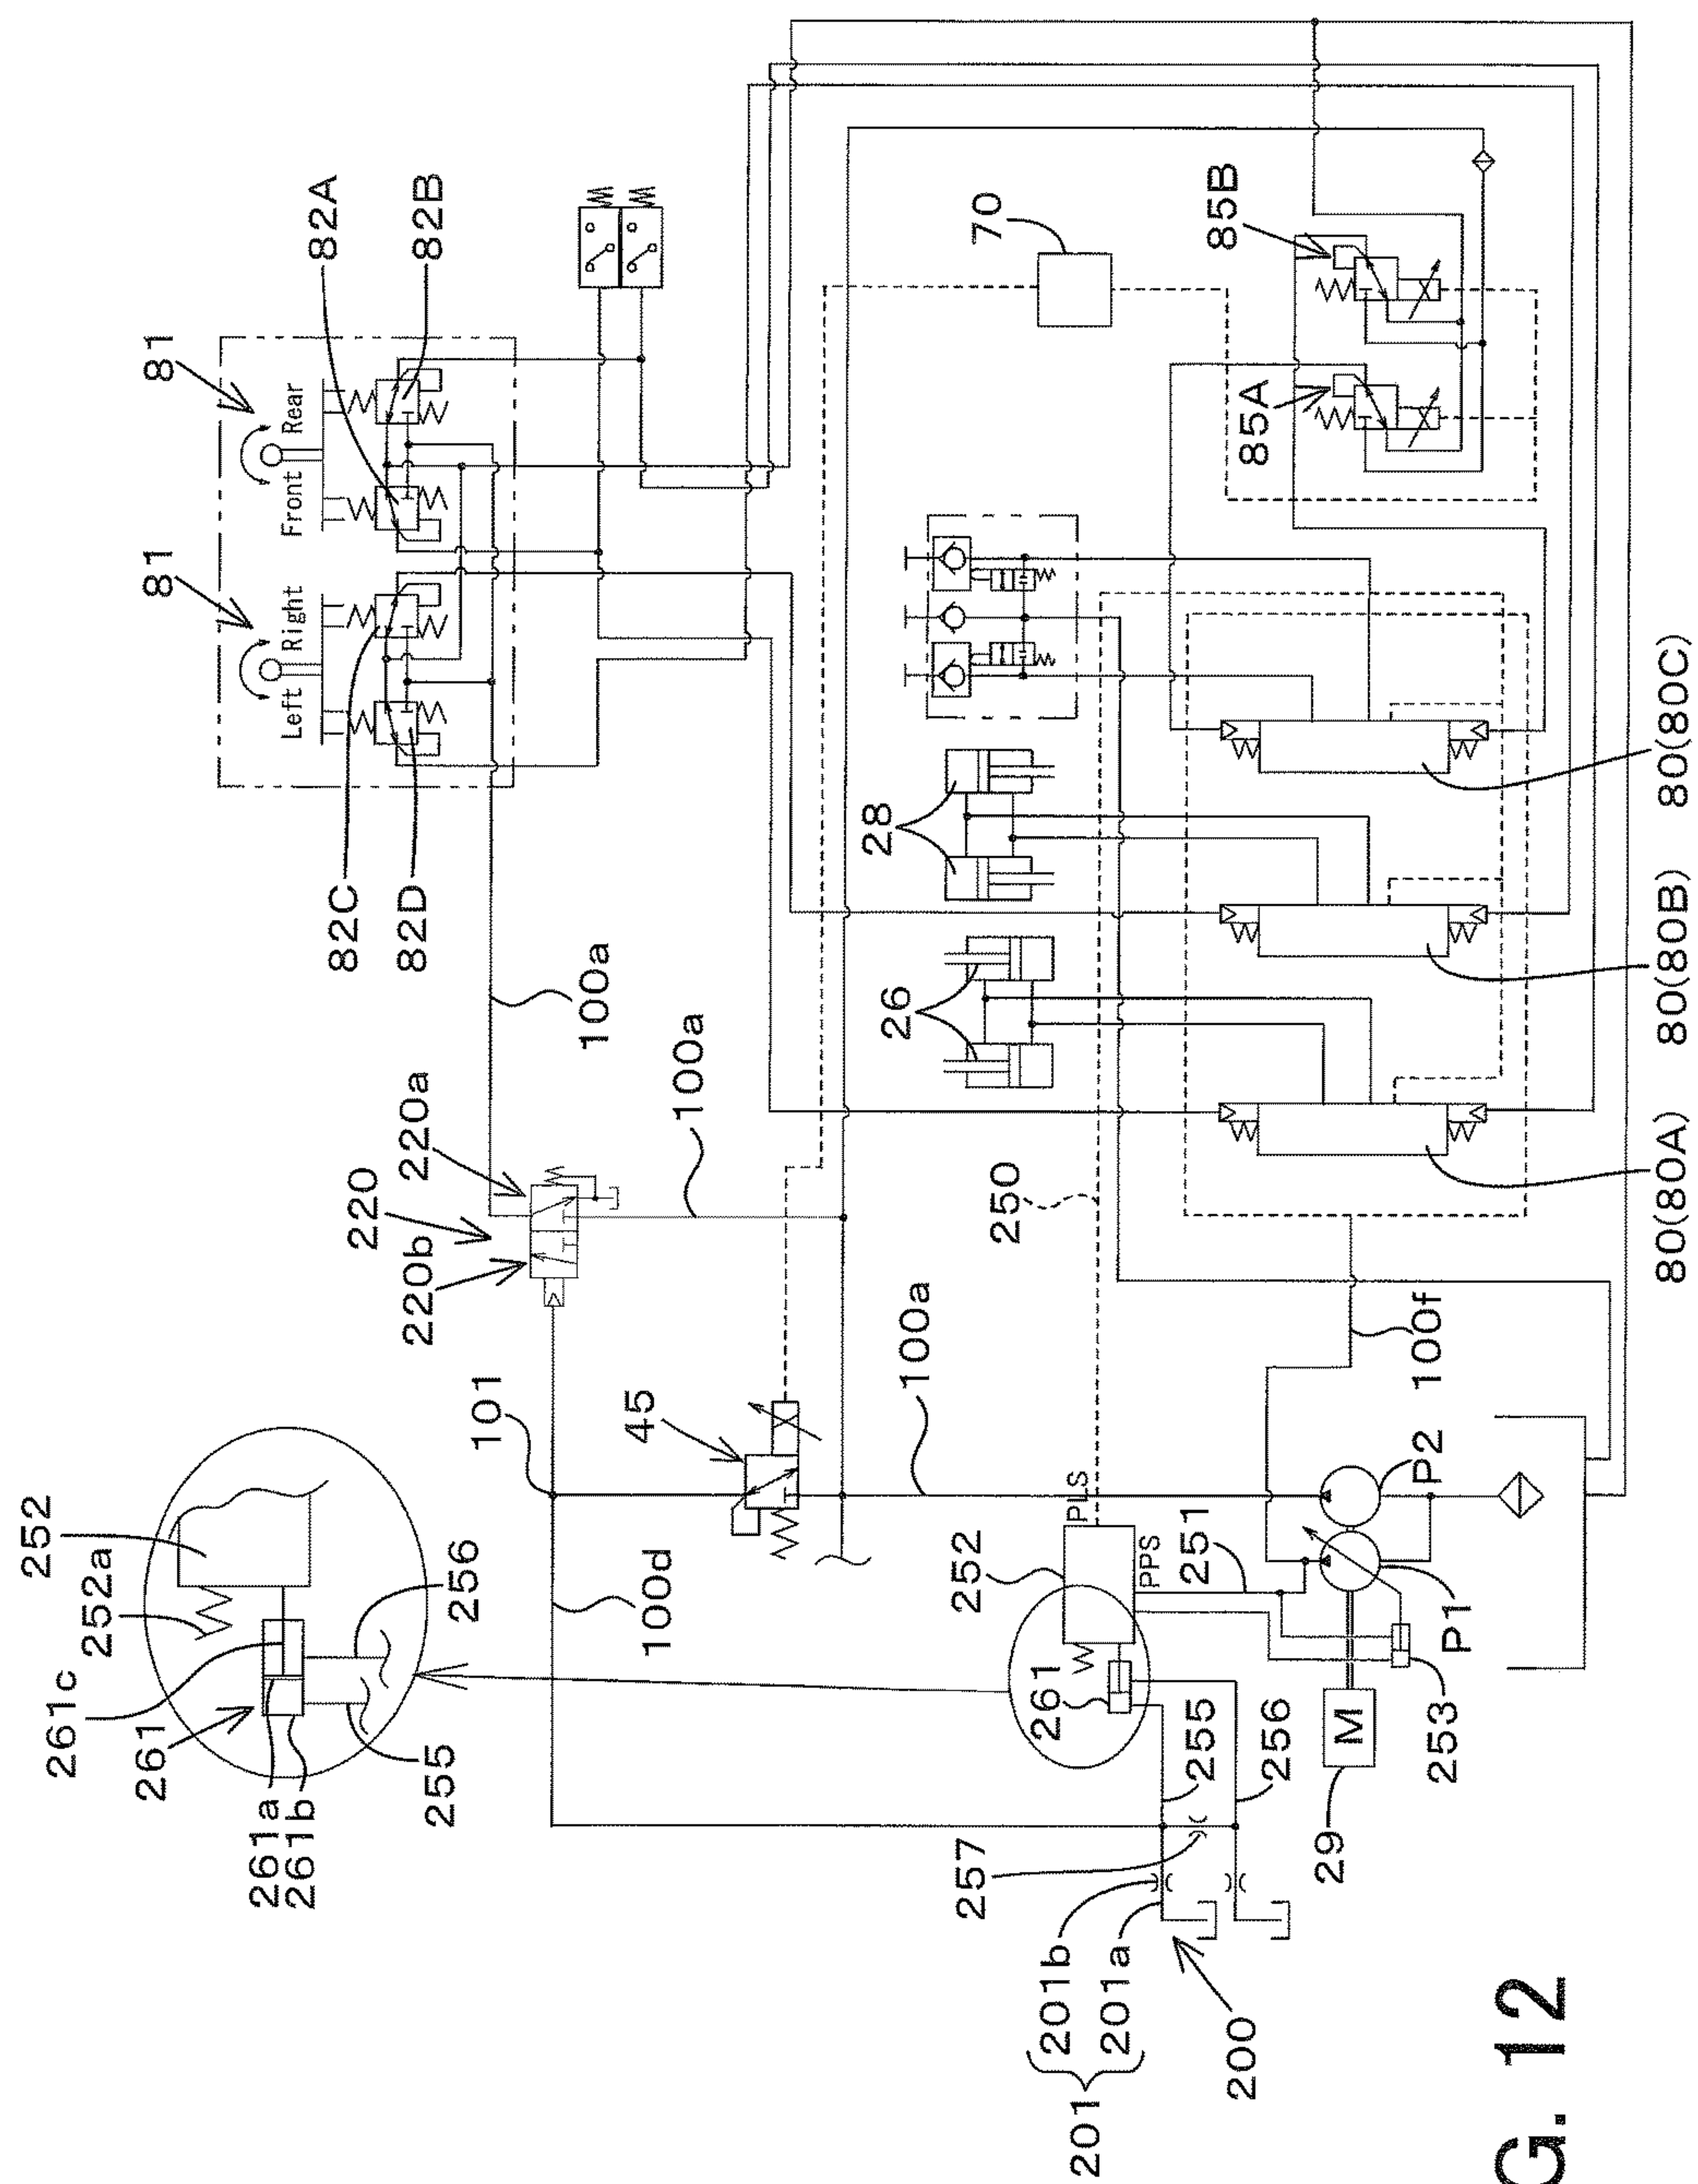 81
81
Left
Right
Front
Rear
82A
82B
82C
82D
100a
70
85B
85A
28
26
80(80C)
80(80B)
80(80A)
220a
220
220b
100a
250
101
45
100a
100f
P2
P1
PLS
PPS
252
251
252
252a
256
261c
261
261a
261b
255
100d
261
255
256
257
M
29
253
201b
201a
201
200
G. 12